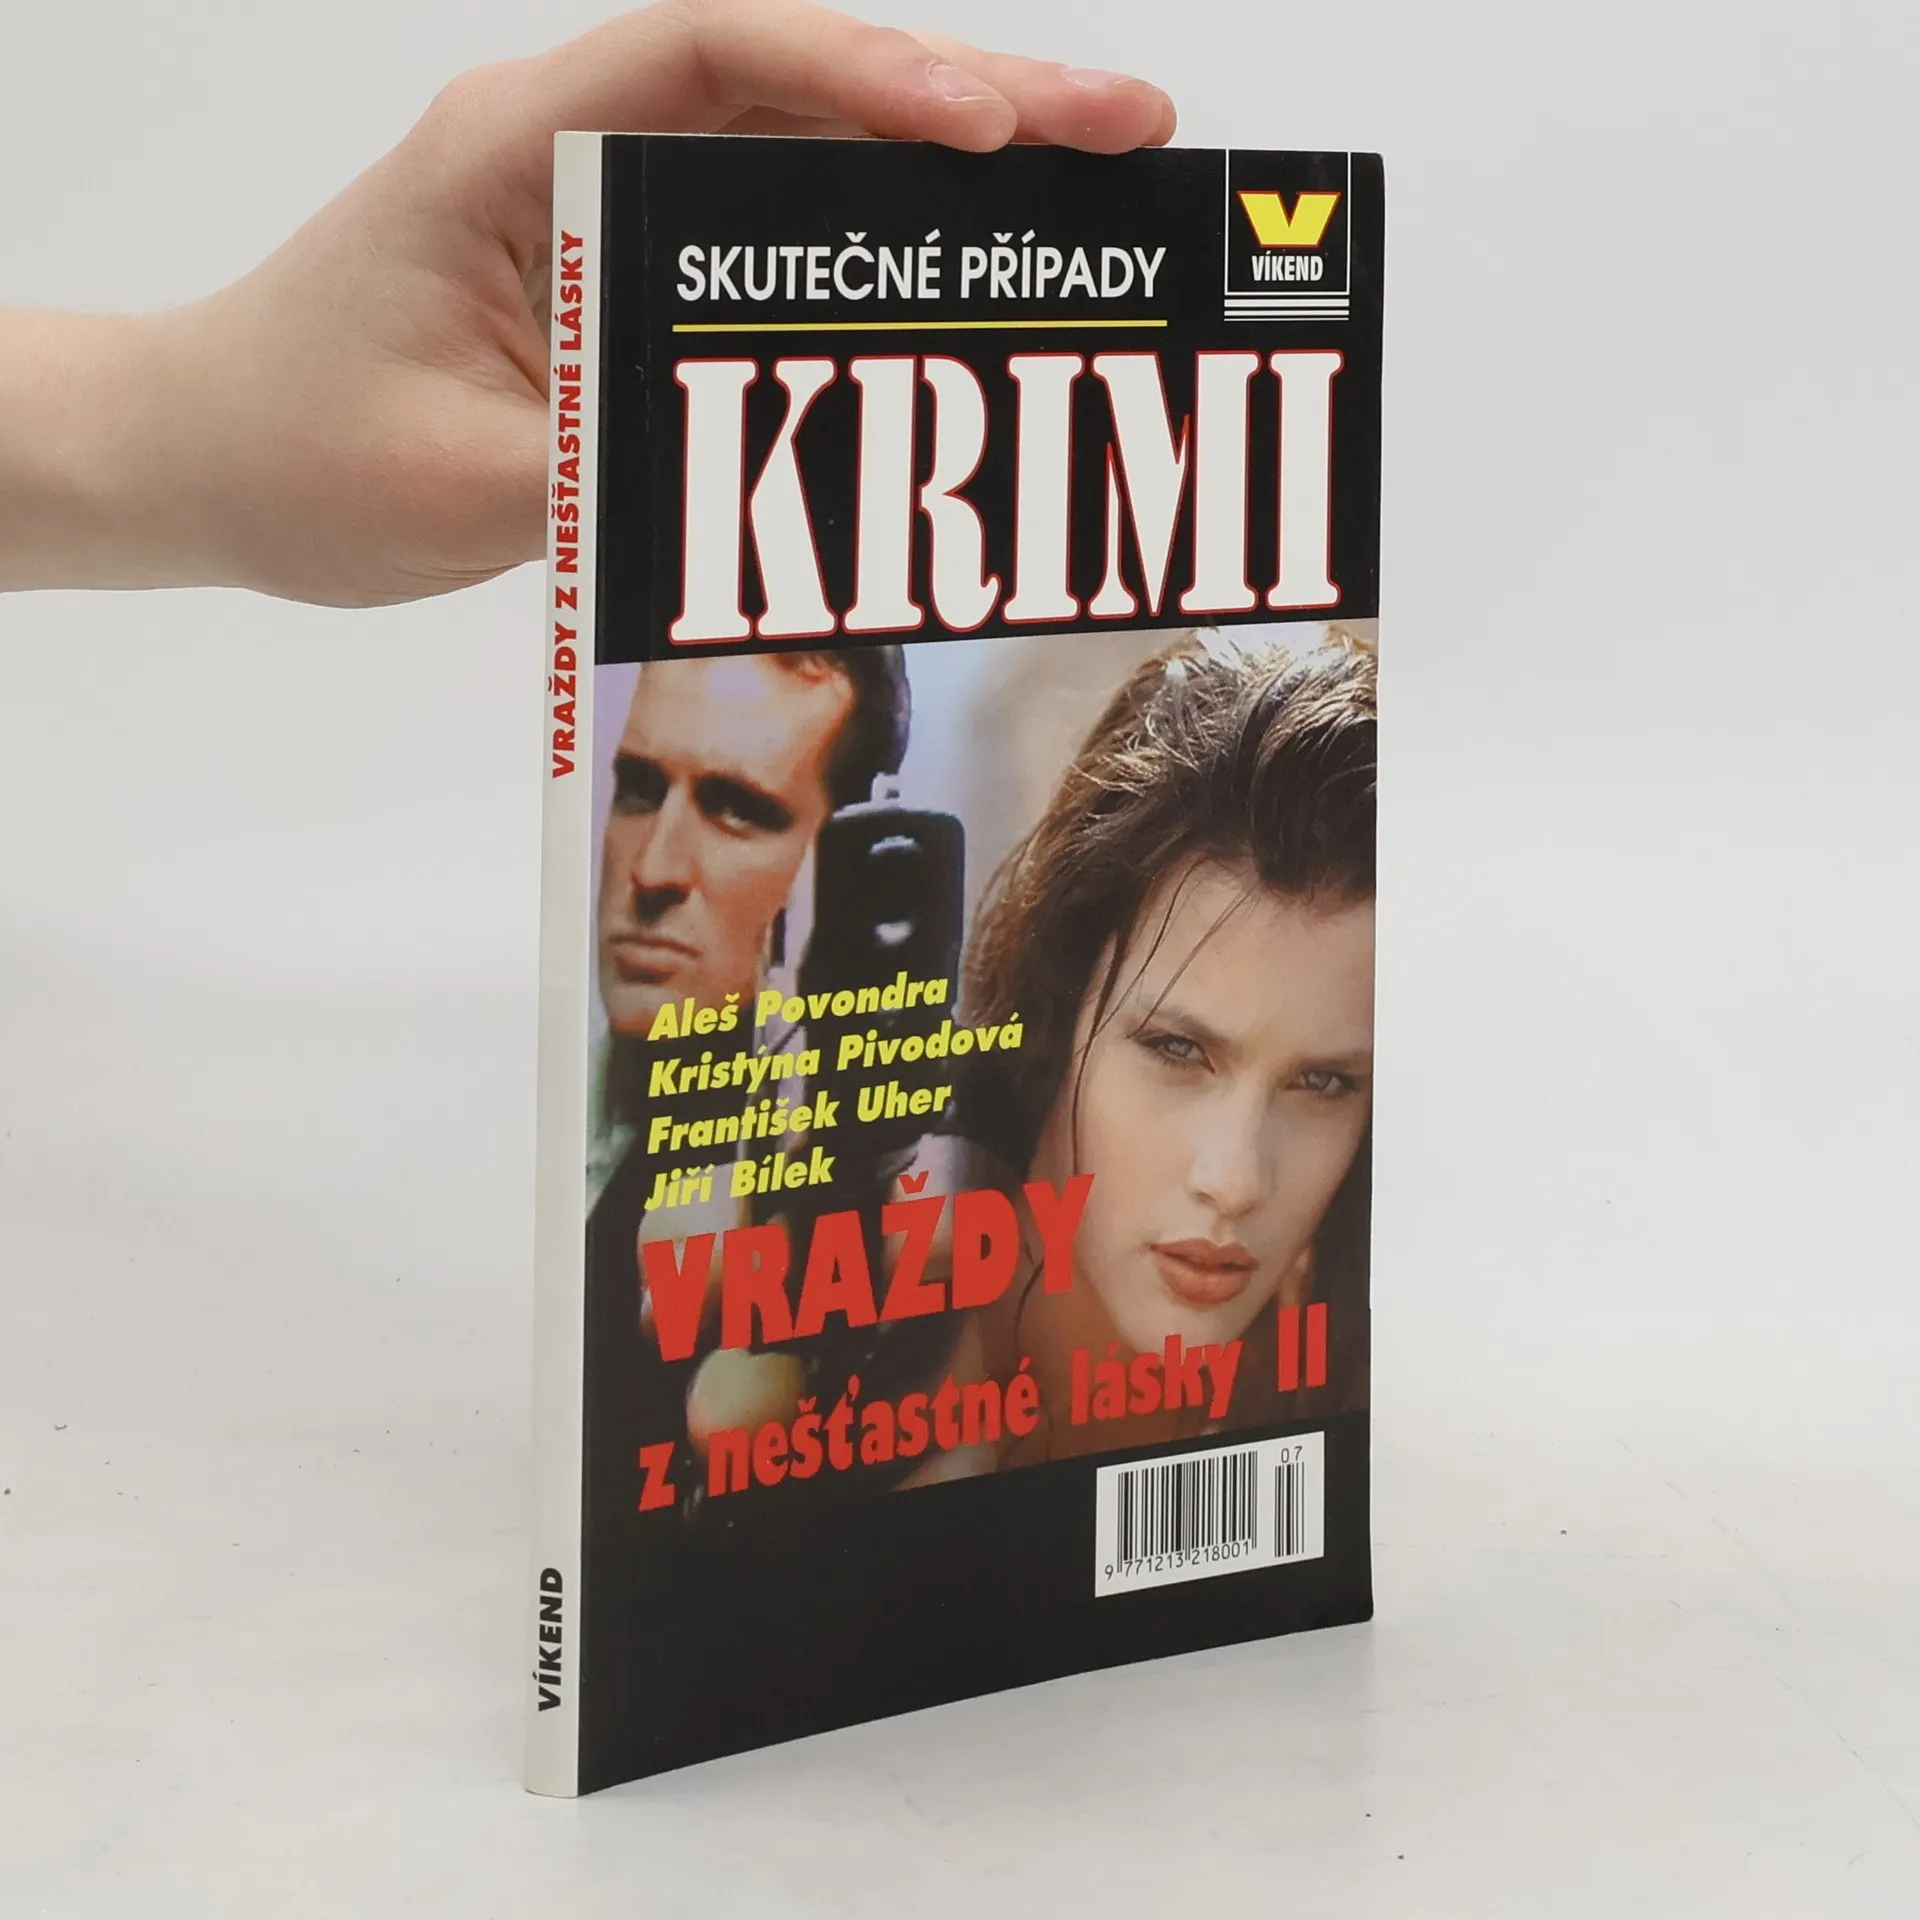 VRAŽDY Z NEŠŤASTNÉ LÁSKY
VÍKEND
SKUTEČNÉ PŘÍPADY
V
VÍKEND
KRIMI
Aleš Povondra
Kristýna Pivodová
František Uher
Jiří Bílek
VRAŽDY
z nešťastné lásky II
07
9 771213 218001